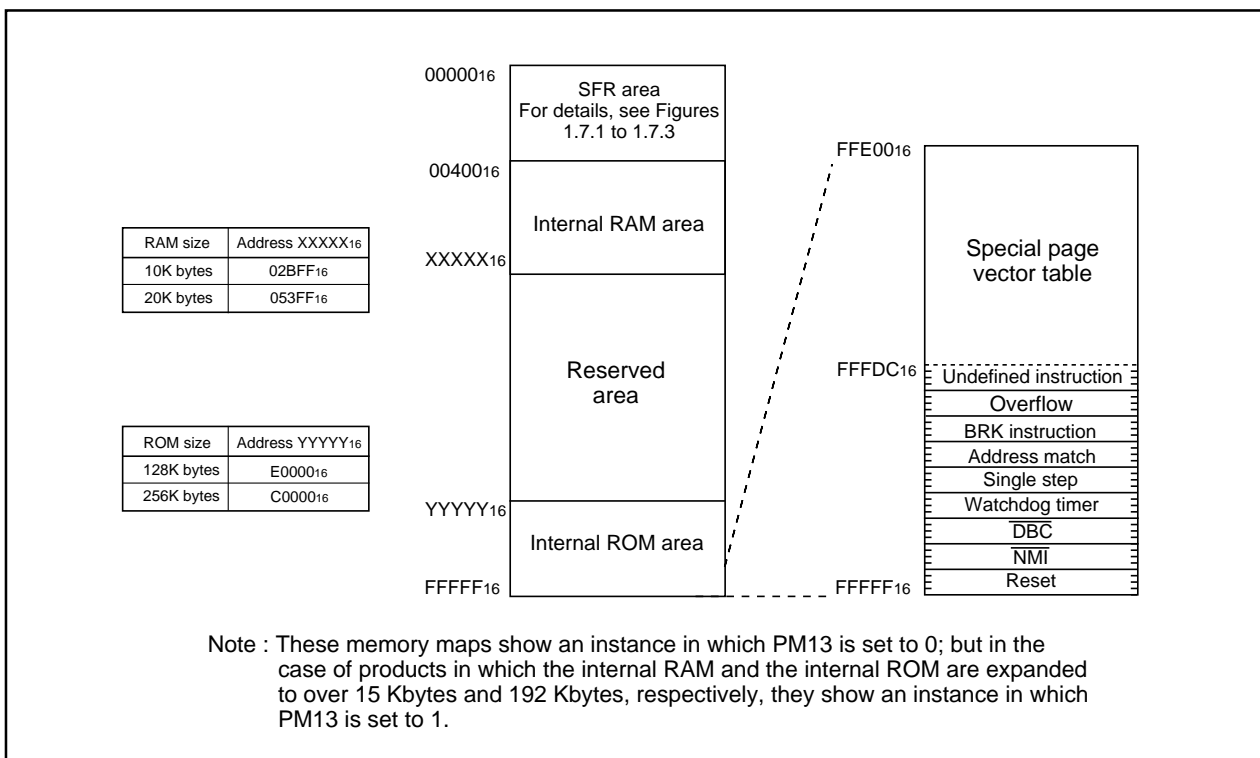 0000016
SFR area
For details, see Figures
1.7.1 to 1.7.3
0040016
Internal RAM area
XXXXX16
Reserved
area
YYYYY16
Internal ROM area
FFFFF16
RAM size Address XXXXX16
10K bytes 02BFF16
20K bytes 053FF16
ROM size Address YYYYY16
128K bytes E000016
256K bytes C000016
FFE0016
Special page
vector table
FFFDC16
Undefined instruction
Overflow
BRK instruction
Address match
Single step
Watchdog timer
DBC
NMI
Reset
FFFFF16
Note : These memory maps show an instance in which PM13 is set to 0; but in the
case of products in which the internal RAM and the internal ROM are expanded
to over 15 Kbytes and 192 Kbytes, respectively, they show an instance in which
PM13 is set to 1.